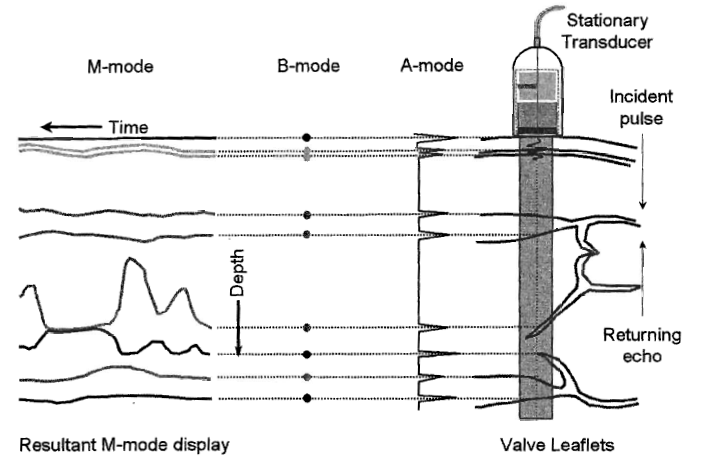 Stationary
Transducer
M-mode
B-mode
A-mode
Incident
pulse
Time
Depth
Returning
echo
Resultant M-mode display
Valve Leaflets